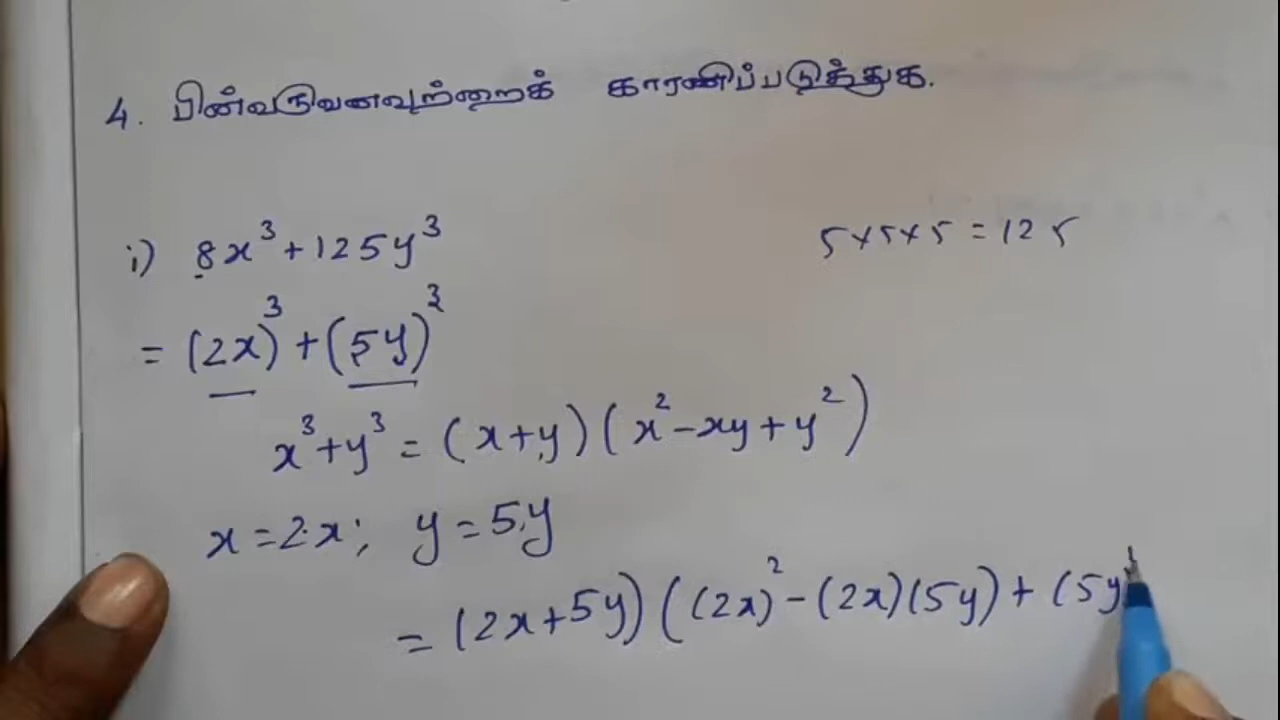 4. பின்வருவனவற்றைக் காரணிப்படுத்துக.
i) 8x³ + 125y³
5 × 5 × 5 = 125
= (2x)³ + (5y)³
x³ + y³ = (x + y) (x² - xy + y²)
x = 2x ; y = 5y
= (2x + 5y) ((2x)² - (2x)(5y) + (5y